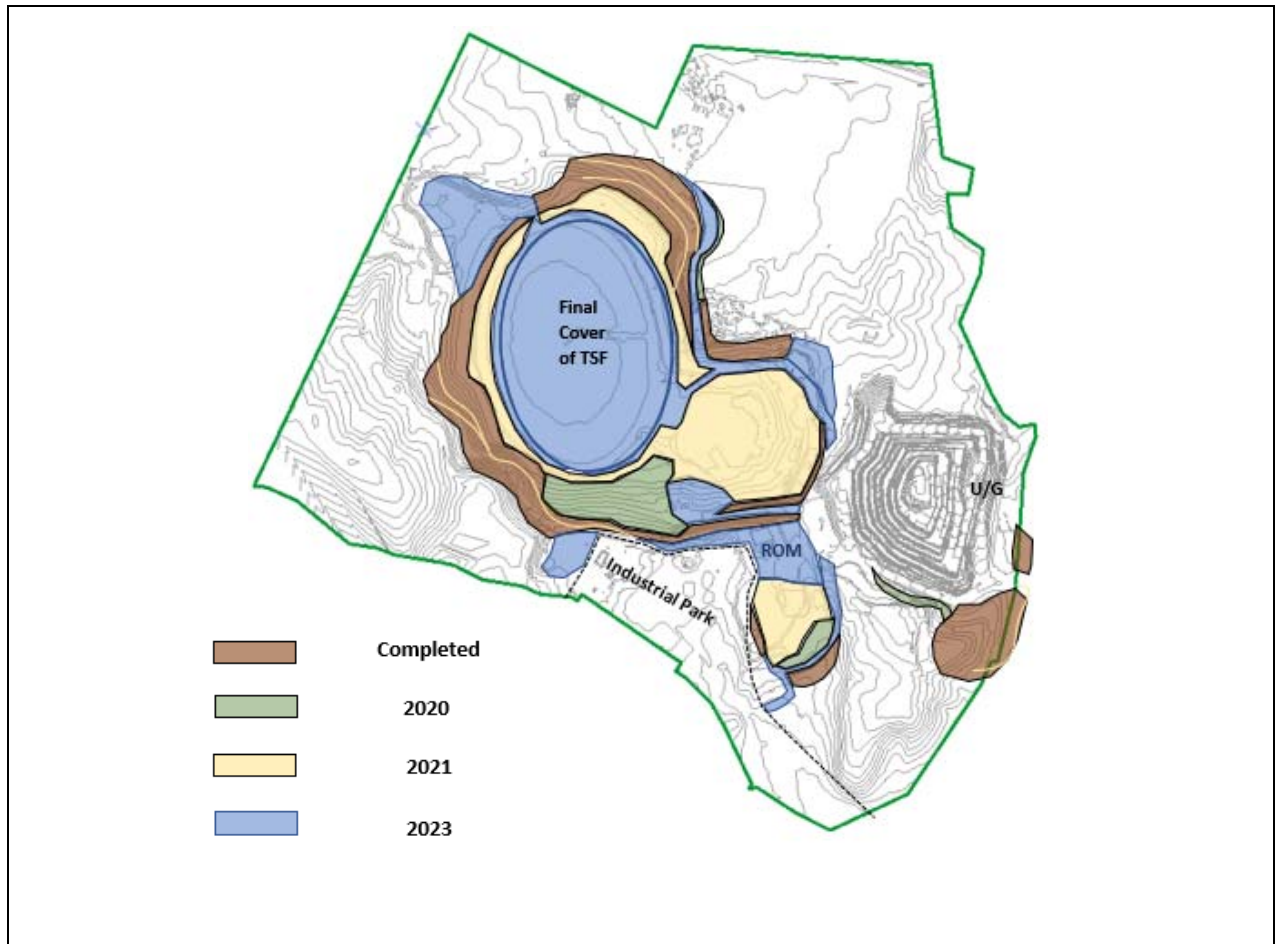 Final
Cover
of TSF
U/G
ROM
Industrial Park
Completed
2020
2021
2023